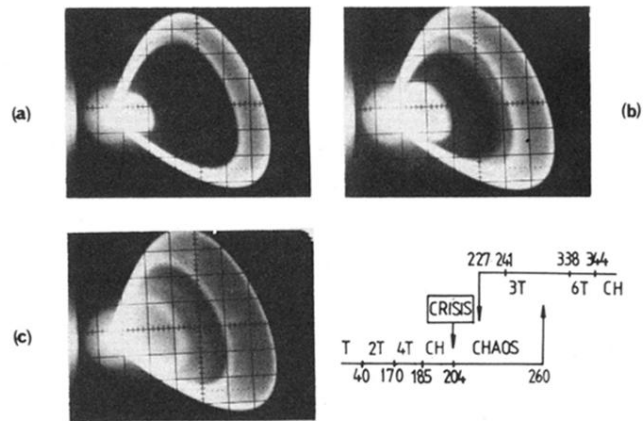 (a)
(b)
(c)
227 241 338 344
3T 6T CH
CRISIS
T 2T 4T CH CHAOS
40 170 185 204 260